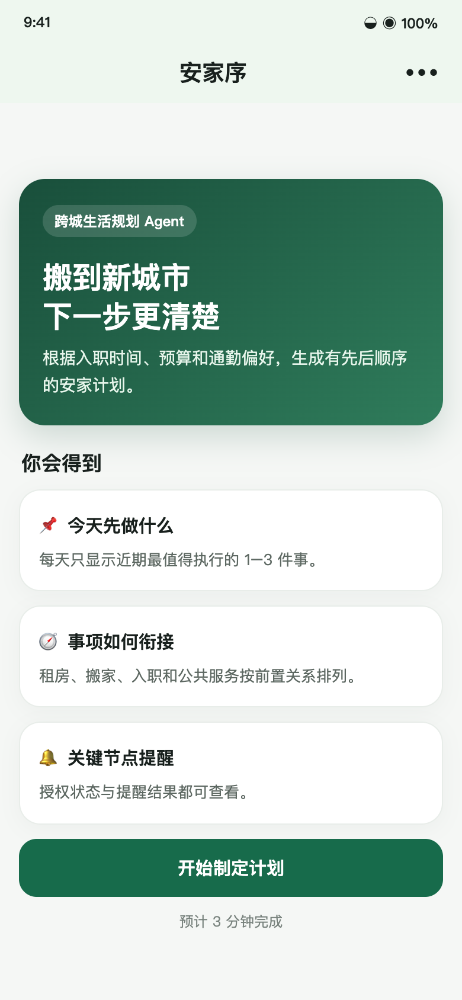 9:41
100%
安家序
跨城生活规划 Agent
搬到新城市
下一步更清楚
根据入职时间、预算和通勤偏好，生成有先后顺序
的安家计划。
你会得到
今天先做什么
每天只显示近期最值得执行的 1–3 件事。
事项如何衔接
租房、搬家、入职和公共服务按前置关系排列。
关键节点提醒
授权状态与提醒结果都可查看。
开始制定计划
预计 3 分钟完成